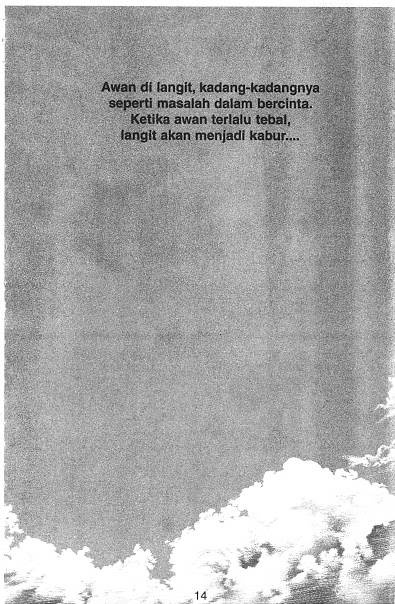 Awan di langit, kadang-kadangnya
seperti masalah dalam bercinta.
Ketika awan terlalu tebal,
langit akan menjadi kabur....
14